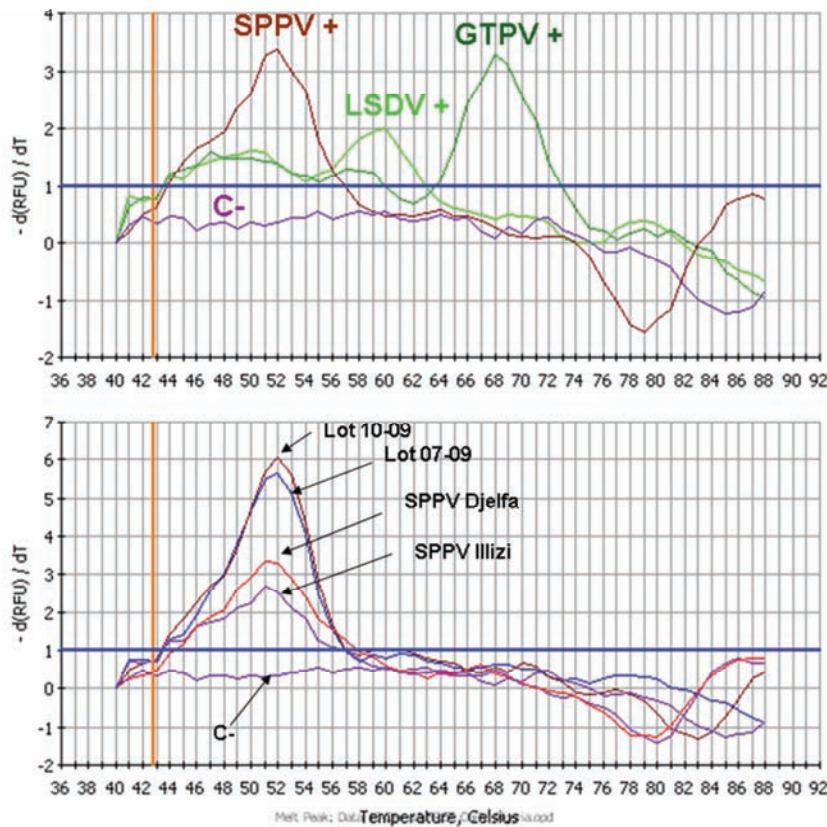 4
SPPV +
GTPV +
3
LSDV +
2
1
C-
0
-1
-2
- d(RFU) / dT
36 38 40 42 44 46 48 50 52 54 56 58 60 62 64 66 68 70 72 74 76 78 80 82 84 86 88 90 92
7
Lot 10-09
6
Lot 07-09
5
SPPV Djelfa
4
SPPV Illizi
3
2
1
0
C-
-1
-2
- d(RFU) / dT
36 38 40 42 44 46 48 50 52 54 56 58 60 62 64 66 68 70 72 74 76 78 80 82 84 86 88 90 92
Melt Peak: Data Temperature, Celsius